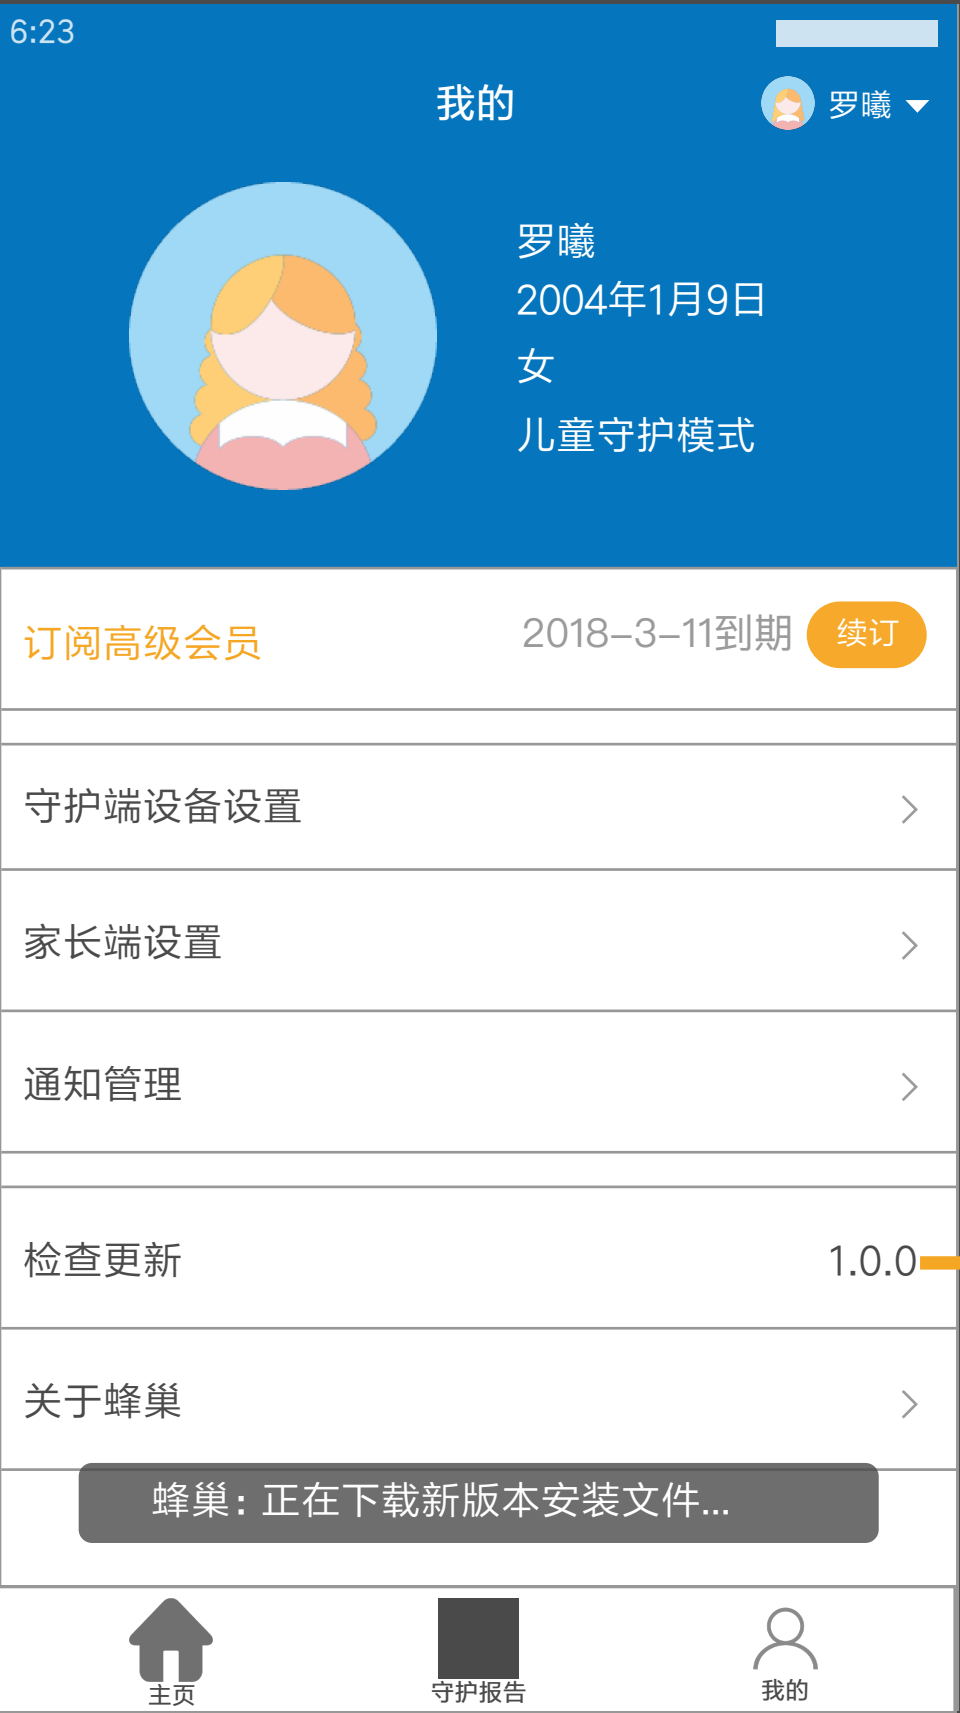 6:23
我的
罗曦
罗曦
2004年1月9日
女
儿童守护模式
订阅高级会员
2018-3-11到期
续订
守护端设备设置
家长端设置
通知管理
检查更新
1.0.0
关于蜂巢
蜂巢：正在下载新版本安装文件...
主页
守护报告
我的